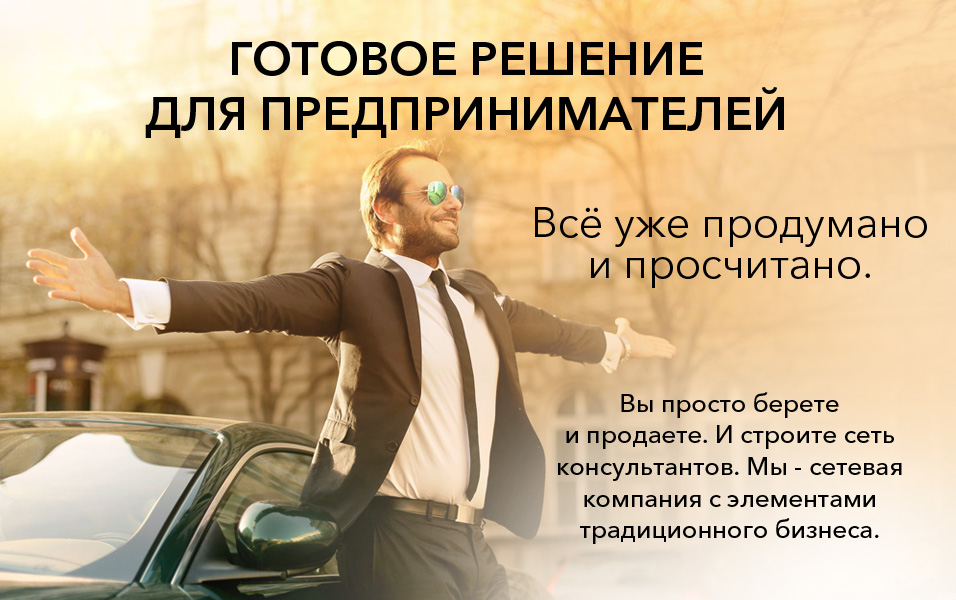 ГОТОВОЕ РЕШЕНИЕ
ДЛЯ ПРЕДПРИНИМАТЕЛЕЙ
Всё уже продумано
и просчитано.
Вы просто берете
и продаете. И строите сеть
консультантов. Мы - сетевая
компания с элементами
традиционного бизнеса.